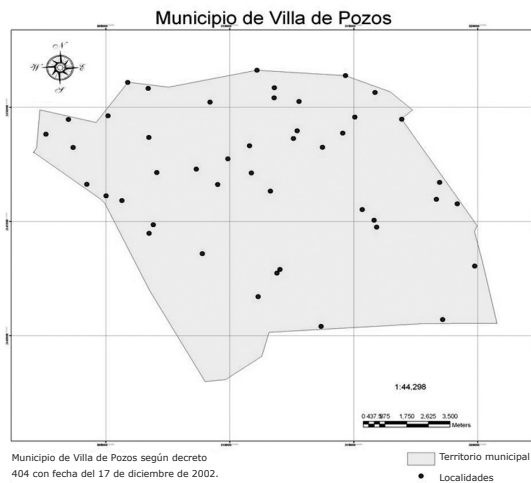 Municipio de Villa de Pozos
N
W E
S
1:44.298
0 437.5 875 1.750 2.625 3.500
Meters
Municipio de Villa de Pozos según decreto
404 con fecha del 17 de diciembre de 2002.
Territorio municipal
Localidades